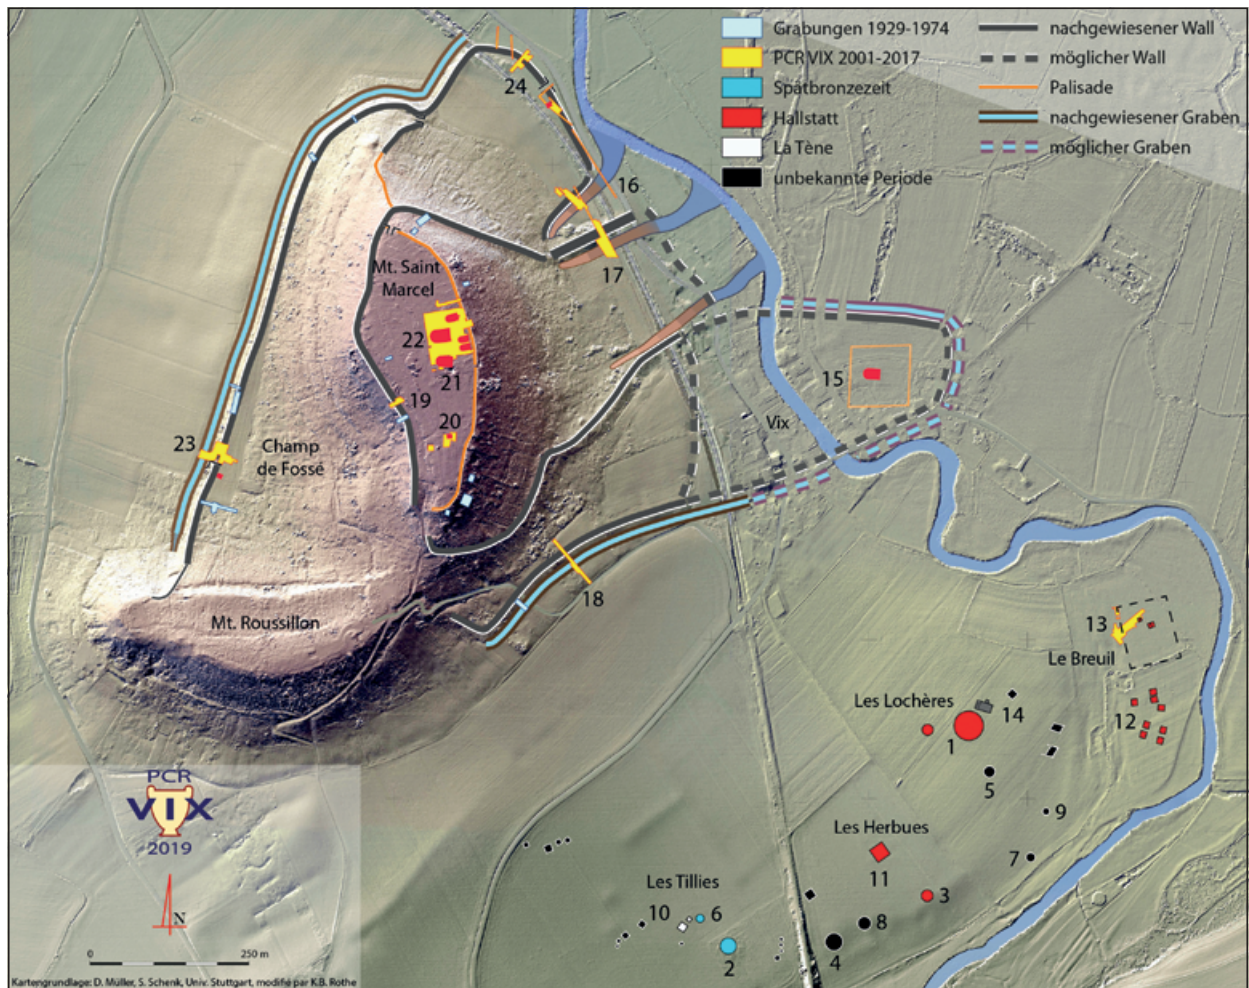 Grabungen 1929-1974
PCR VIX 2001-2017
Spätbronzezeit
Hallstatt
La Tène
unbekannte Periode
nachgewiesener Wall
möglicher Wall
Palisade
nachgewiesener Graben
möglicher Graben
24
16
17
Mt. Saint
Marcel
22
21
19
20
15
Vix
23
Champ
de Fossé
18
Mt. Roussillon
13
Le Breuil
12
Les Lochères
14
1
5
9
7
Les Herbues
11
3
8
4
Les Tillies
10
6
2
PCR
VIX
2019
N
0
250 m
Kartengrundlage: D. Müller, S. Schenk, Univ. Stuttgart, modifié par K.B. Rothe